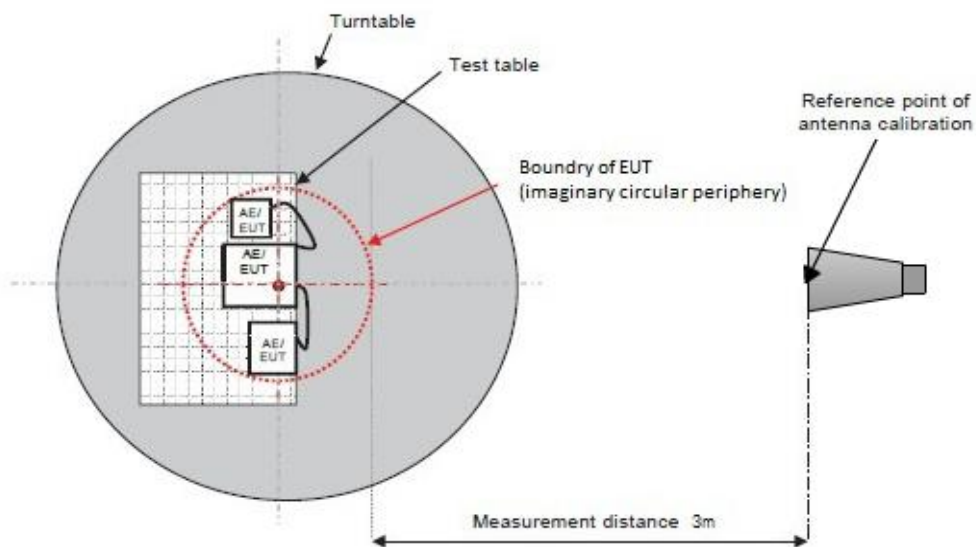 Turntable
Test table
Reference point of
antenna calibration
Boundry of EUT
(imaginary circular periphery)
AE/
EUT
AE/
EUT
AE/
EUT
Measurement distance 3m